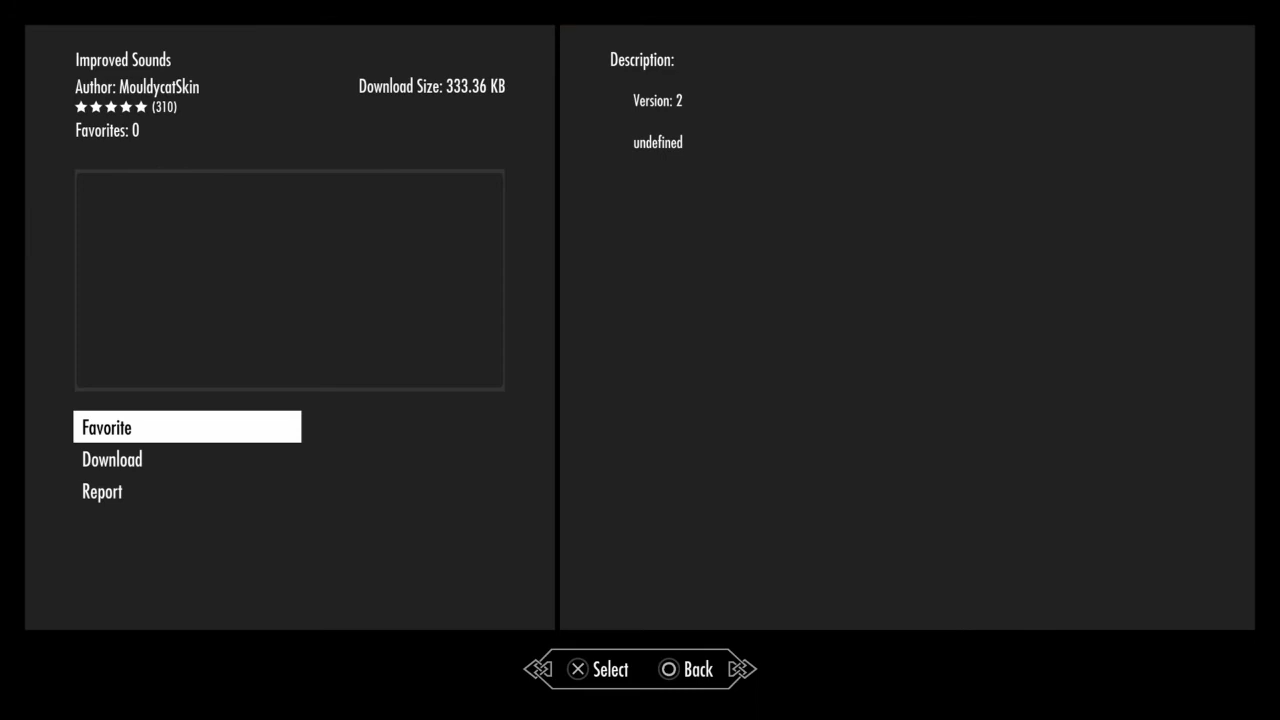 Improved Sounds
Author: MouldycatSkin
Download Size: 333.36 KB
★★★★★ (310)
Favorites: 0
Favorite
Download
Report
Description:
Version: 2
undefined
Select
Back